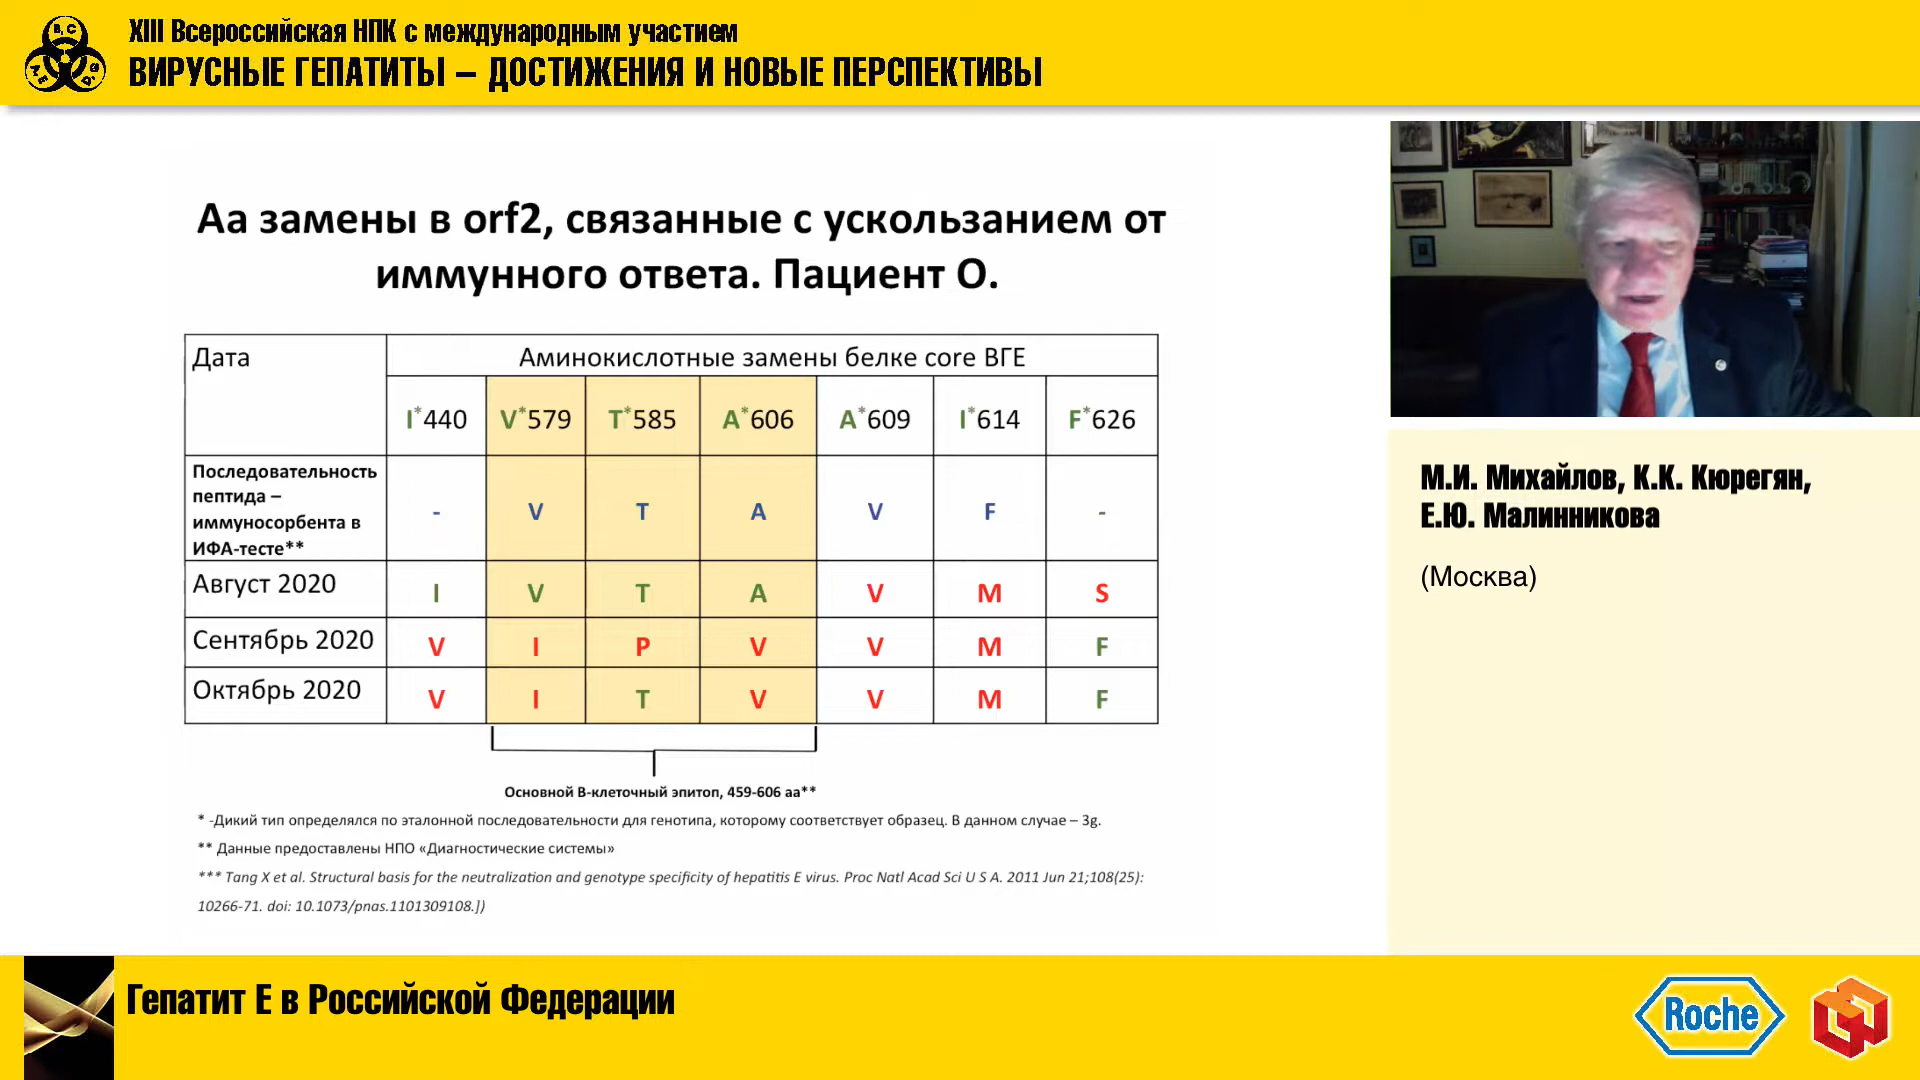 XIII Всероссийская НПК с международным участием
ВИРУСНЫЕ ГЕПАТИТЫ – ДОСТИЖЕНИЯ И НОВЫЕ ПЕРСПЕКТИВЫ
B, C
Аа замены в orf2, связанные с ускользанием от
иммунного ответа. Пациент О.
Дата
Аминокислотные замены белке core ВГЕ
I*440 V*579 T*585 A*606 A*609 I*614 F*626
Последовательность
пептида –
иммуносорбента в
ИФА-тесте**
- V T A V F -
Август 2020 I V T A V M S
Сентябрь 2020 V I P V V M F
Октябрь 2020 V I T V V M F
Основной В-клеточный эпитоп, 459-606 аа**
* -Дикий тип определялся по эталонной последовательности для генотипа, которому соответствует образец. В данном случае – 3g.
** Данные предоставлены НПО «Диагностические системы»
*** Tang X et al. Structural basis for the neutralization and genotype specificity of hepatitis E virus. Proc Natl Acad Sci U S A. 2011 Jun 21;108(25):
10266-71. doi: 10.1073/pnas.1101309108.])
М.И. Михайлов, К.К. Кюрегян,
Е.Ю. Малинникова
(Москва)
Гепатит Е в Российской Федерации
Roche